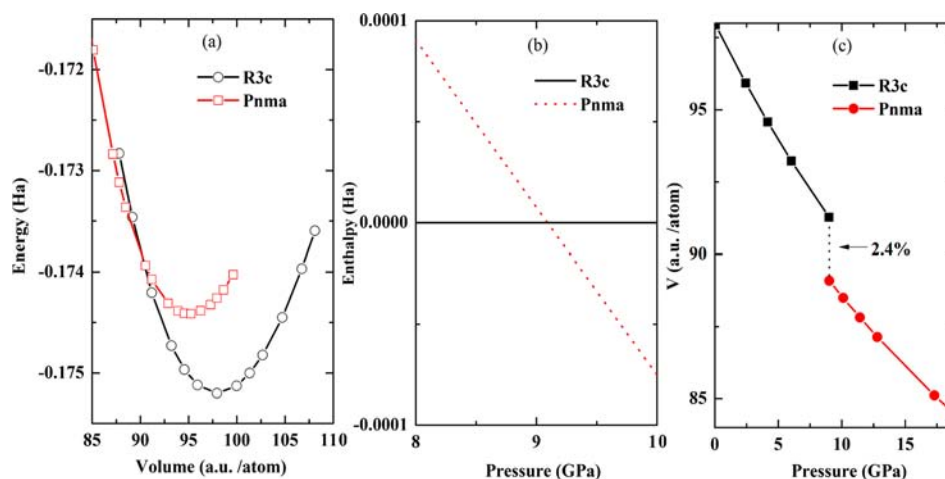 (a)
R3c
Pnma
-0.172
-0.173
-0.174
-0.175
Energy (Ha)
85 90 95 100 105 110
Volume (a.u. /atom)
0.0001
(b)
R3c
Pnma
0.0000
-0.0001
Enthalpy (Ha)
8 9 10
Pressure (GPa)
(c)
R3c
Pnma
95
90
85
V (a.u. /atom)
2.4%
0 5 10 15
Pressure (GPa)